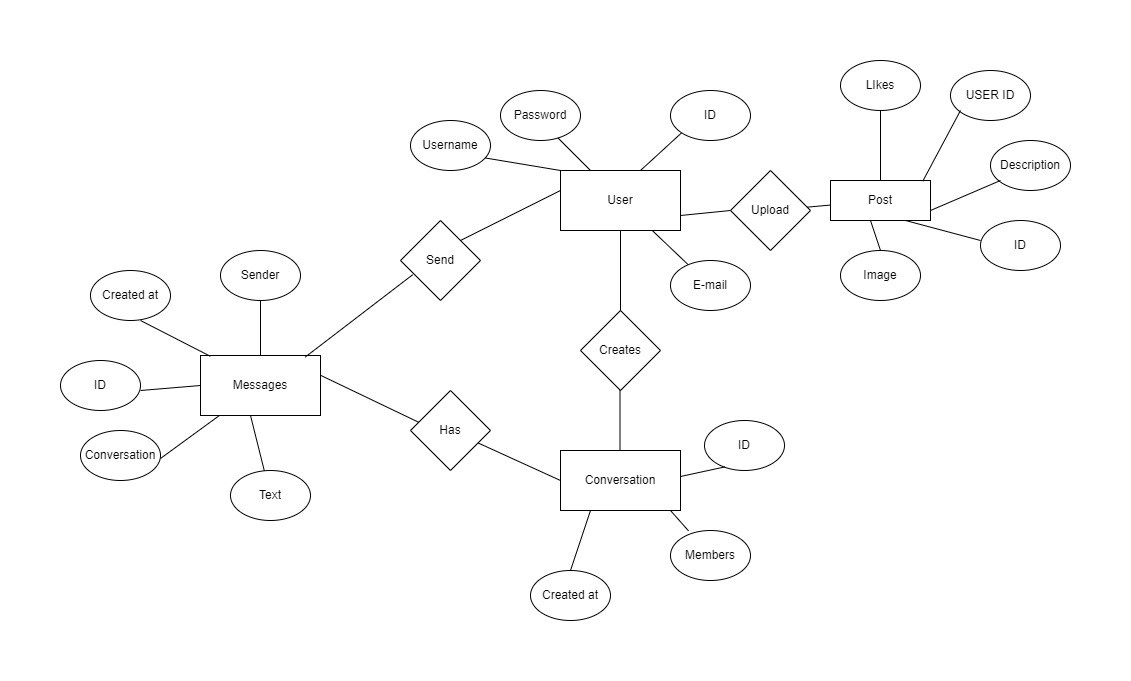 LIkes
USER ID
Password
ID
Username
Description
User
Post
Upload
ID
Send
Sender
Image
E-mail
Created at
Creates
ID
Messages
Has
ID
Conversation
Conversation
Text
Members
Created at